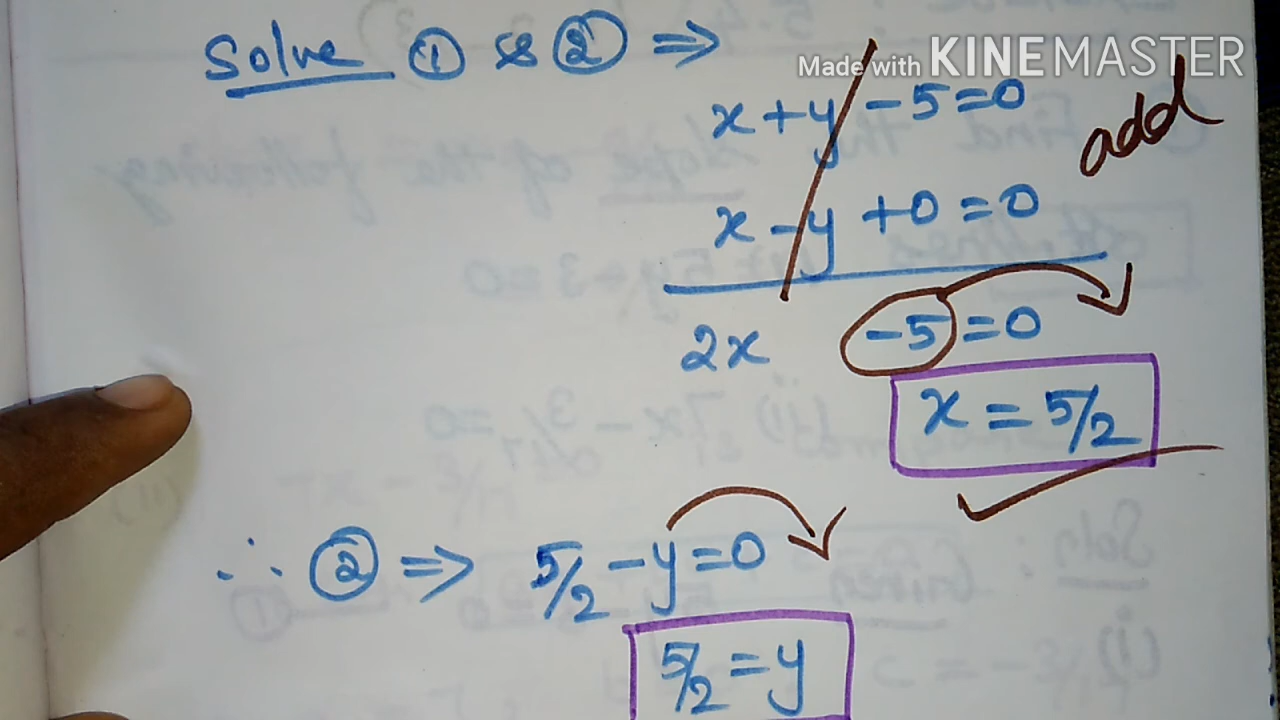 Made with KINEMASTER
Solve ① & ② ⇒
x + y - 5 = 0
add
x - y + 0 = 0
2x - 5 = 0
x = 5/2
∴ ② ⇒ 5/2 - y = 0
5/2 = y